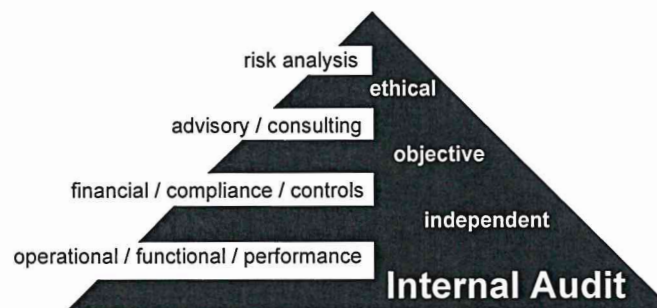 risk analysis
ethical
advisory / consulting
objective
financial / compliance / controls
independent
operational / functional / performance
Internal Audit